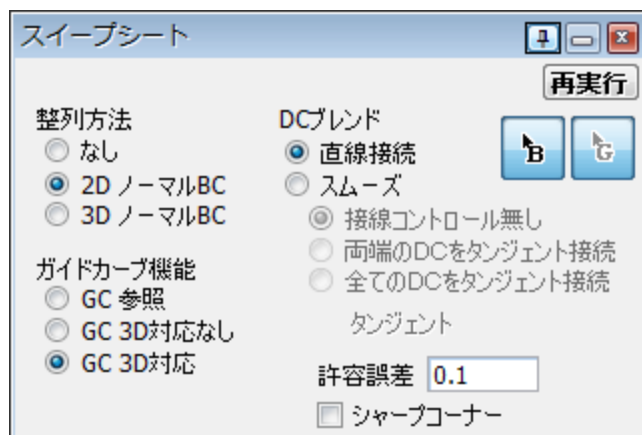 スイープシート
再実行
整列方法
なし
2D ノーマルBC
3D ノーマルBC
ガイドカーブ機能
GC 参照
GC 3D対応なし
GC 3D対応
DCブレンド
直線接続
スムーズ
接線コントロール無し
両端のDCをタンジェント接続
全てのDCをタンジェント接続
タンジェント
許容誤差 0.1
シャープコーナー
B
G